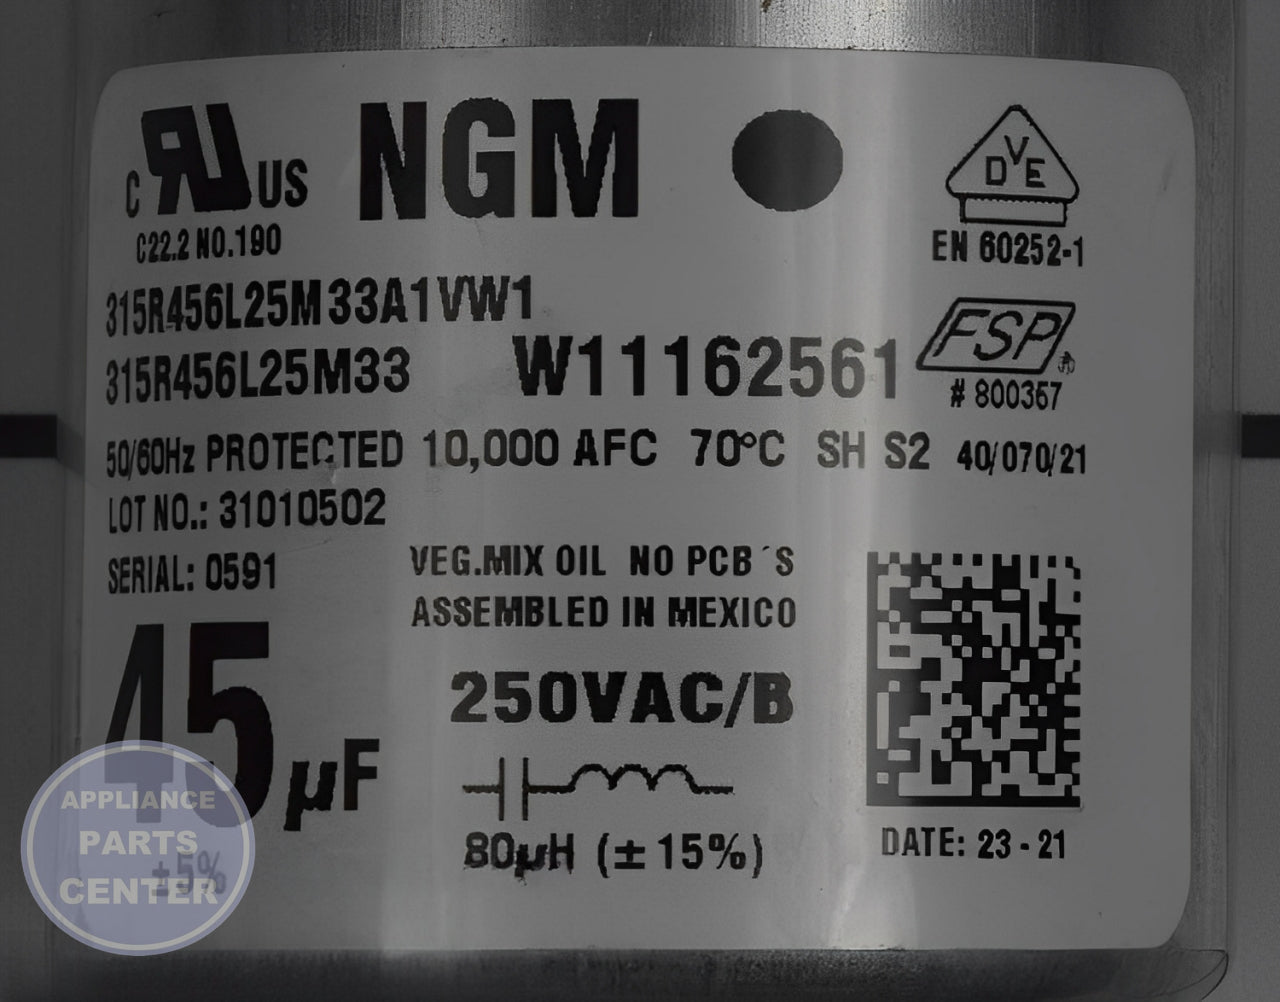 C RU US NGM
DVE
C22.2 NO.190
EN 60252-1
315R456L25M33A1VW1
FSP
315R456L25M33 W11162561
# 800367
50/60Hz PROTECTED 10,000 AFC 70°C SH S2 40/070/21
LOT NO.: 31010502
SERIAL: 0591
VEG.MIX OIL NO PCB´S
ASSEMBLED IN MEXICO
45 µF
±5%
250VAC/B
80µH (±15%)
DATE: 23-21
APPLIANCE
PARTS
CENTER